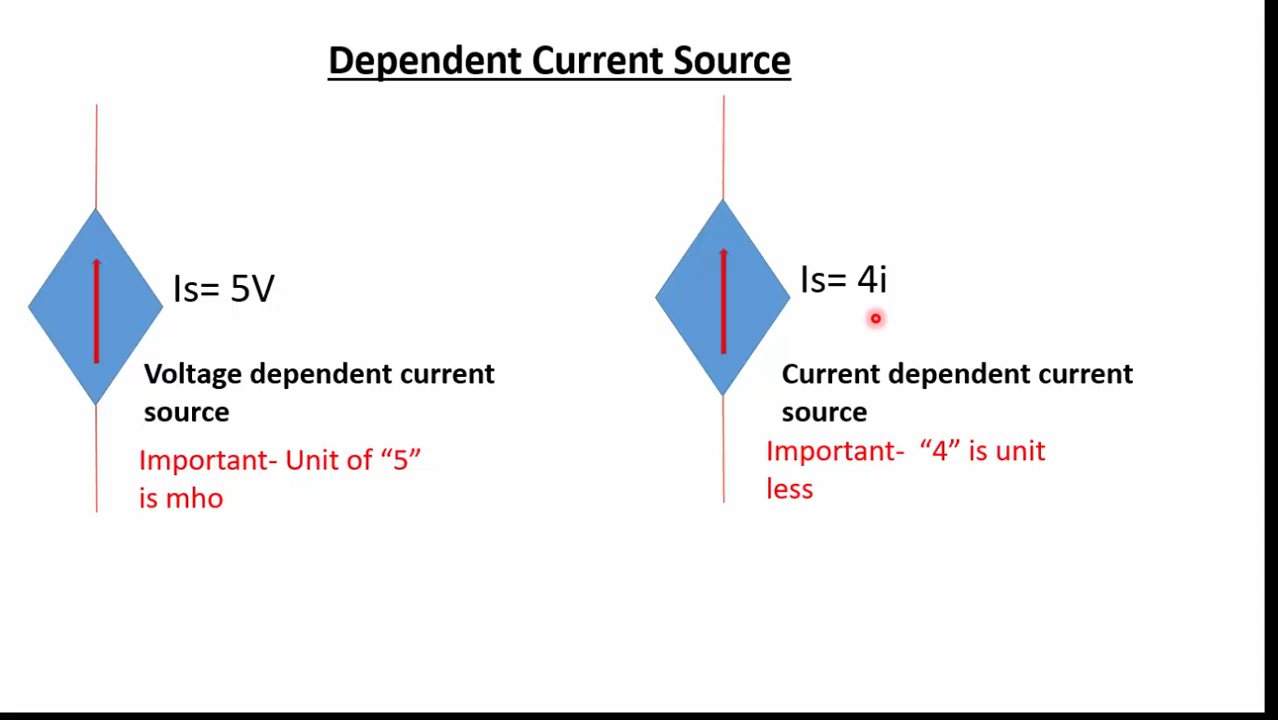 Dependent Current Source
Is= 5V
Voltage dependent current
source
Important- Unit of “5”
is mho
Is= 4i
Current dependent current
source
Important-  “4” is unit
less